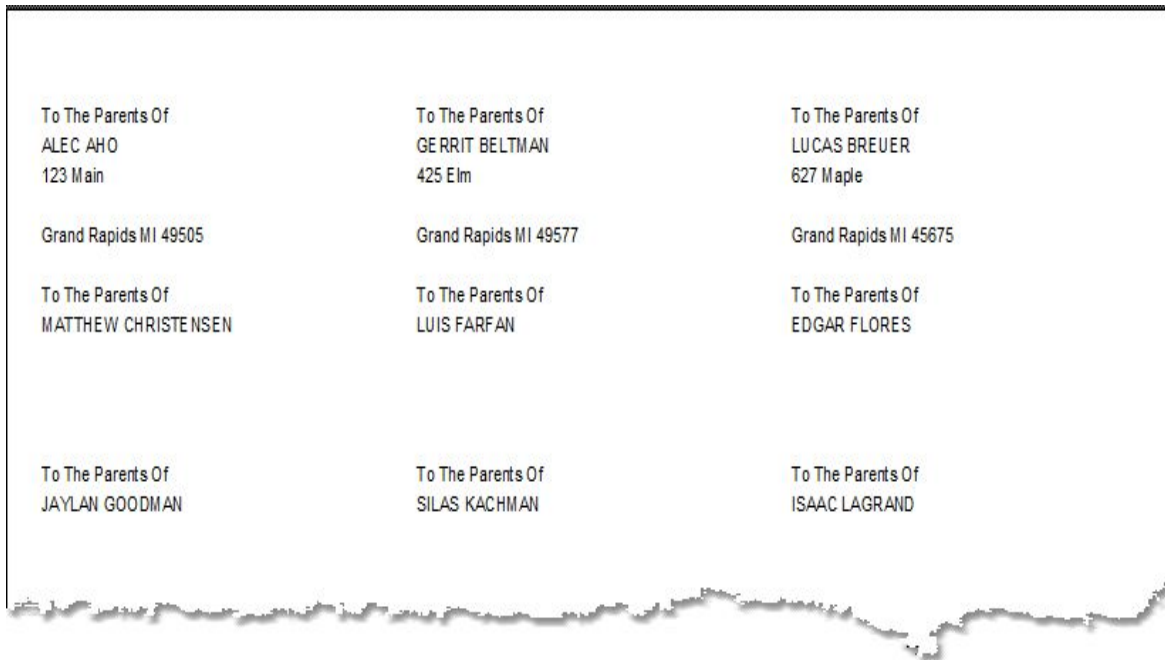 To The Parents Of
ALEC AHO
123 Main
Grand Rapids MI 49505
To The Parents Of
GERRIT BELTMAN
425 Elm
Grand Rapids MI 49577
To The Parents Of
LUCAS BREUER
627 Maple
Grand Rapids MI 45675
To The Parents Of
MATTHEW CHRISTENSEN
To The Parents Of
LUIS FARFAN
To The Parents Of
EDGAR FLORES
To The Parents Of
JAYLAN GOODMAN
To The Parents Of
SILAS KACHMAN
To The Parents Of
ISAAC LAGRAND